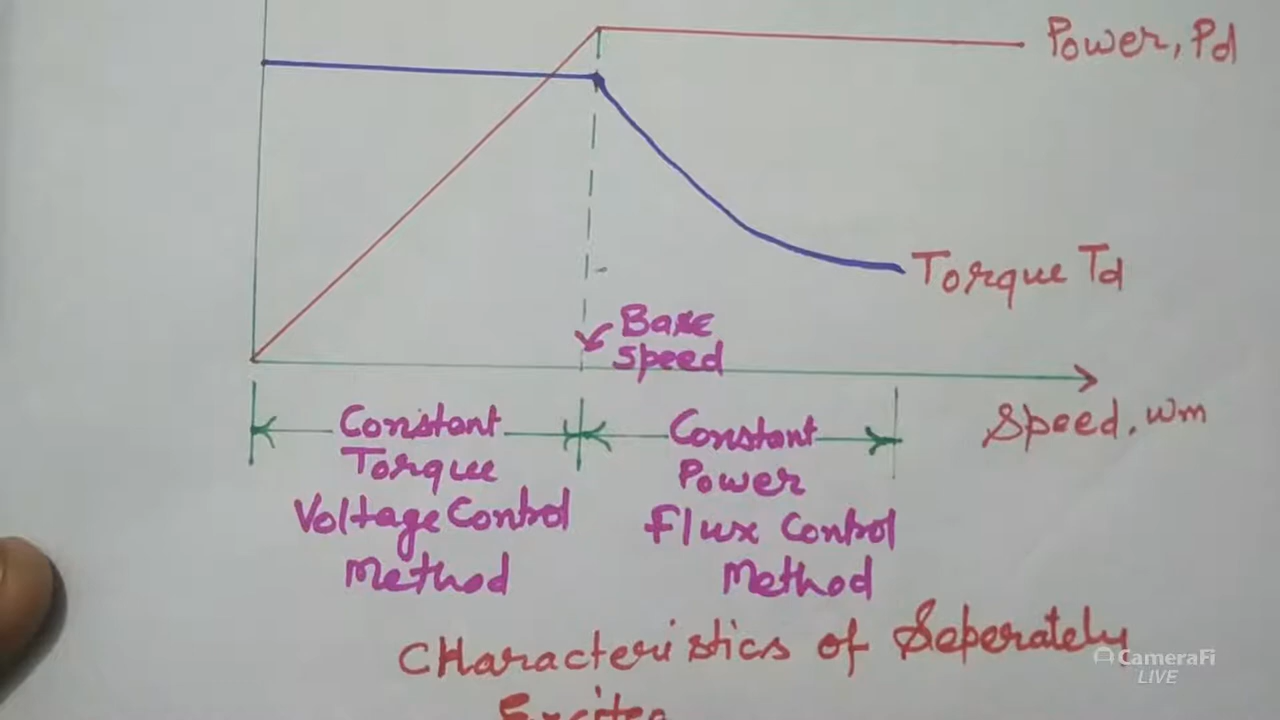 Power, Pd
Torque Td
Base
speed
Speed, wm
Constant
Torque
Voltage Control
Method
Constant
Power
Flux Control
Method
CHaracteristics of Seperately
CameraFi
LIVE